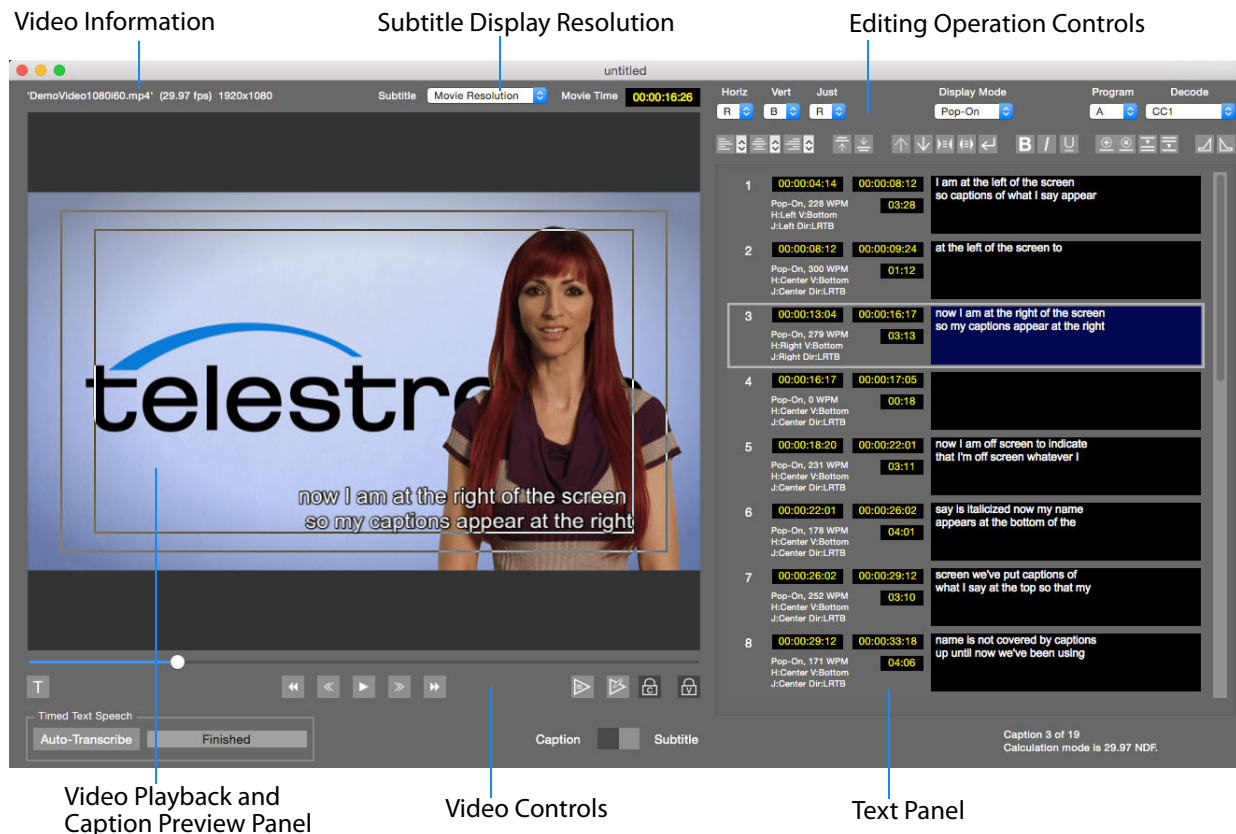 Video Information
Subtitle Display Resolution
Editing Operation Controls
untitled
'DemoVideo1080i60.mp4' (29.97 fps) 1920x1080
Subtitle Movie Resolution Movie Time 00:00:16:26
Horiz Vert Just Display Mode Program Decode
R B R Pop-On A CC1
B I U
telestre
now I am at the right of the screen
so my captions appear at the right
T
C V
Timed Text Speech
Auto-Transcribe Finished
Caption Subtitle
1 00:00:04:14 00:00:08:12 I am at the left of the screen
so captions of what I say appear
Pop-On, 228 WPM 03:28
H:Left V:Bottom
J:Left Dir:LRTB
2 00:00:08:12 00:00:09:24 at the left of the screen to
Pop-On, 300 WPM 01:12
H:Center V:Bottom
J:Center Dir:LRTB
3 00:00:13:04 00:00:16:17 now I am at the right of the screen
so my captions appear at the right
Pop-On, 279 WPM 03:13
H:Right V:Bottom
J:Right Dir:LRTB
4 00:00:16:17 00:00:17:05
Pop-On, 0 WPM 00:18
H:Center V:Bottom
J:Center Dir:LRTB
5 00:00:18:20 00:00:22:01 now I am off screen to indicate
that I'm off screen whatever I
Pop-On, 231 WPM 03:11
H:Center V:Bottom
J:Center Dir:LRTB
6 00:00:22:01 00:00:26:02 say is italicized now my name
appears at the bottom of the
Pop-On, 178 WPM 04:01
H:Center V:Bottom
J:Center Dir:LRTB
7 00:00:26:02 00:00:29:12 screen we've put captions of
what I say at the top so that my
Pop-On, 252 WPM 03:10
H:Center V:Bottom
J:Center Dir:LRTB
8 00:00:29:12 00:00:33:18 name is not covered by captions
up until now we've been using
Pop-On, 171 WPM 04:06
H:Center V:Bottom
J:Center Dir:LRTB
Caption 3 of 19
Calculation mode is 29.97 NDF.
Video Playback and
Caption Preview Panel
Video Controls
Text Panel